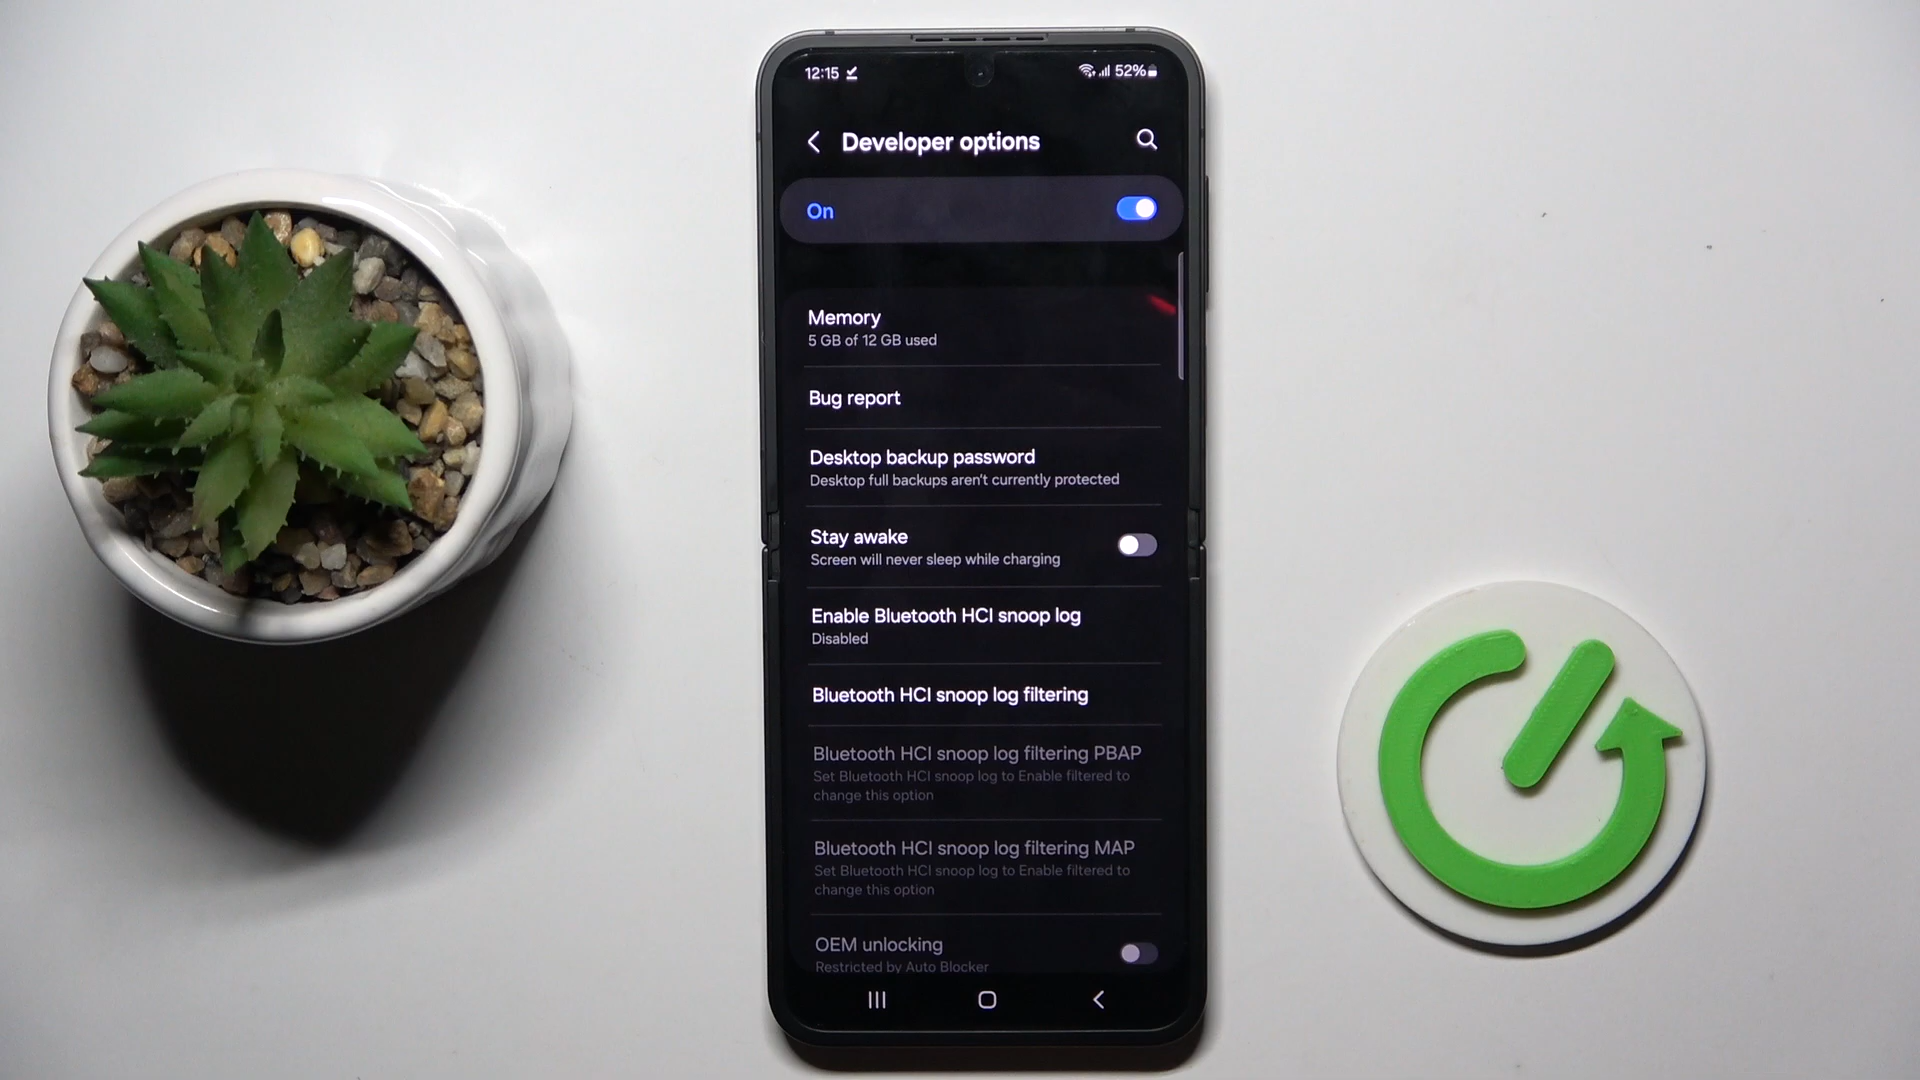 12:15
52%
Developer options
On
Memory
5 GB of 12 GB used
Bug report
Desktop backup password
Desktop full backups aren't currently protected
Stay awake
Screen will never sleep while charging
Enable Bluetooth HCI snoop log
Disabled
Bluetooth HCI snoop log filtering
Bluetooth HCI snoop log filtering PBAP
Set Bluetooth HCI snoop log to Enable filtered to
change this option
Bluetooth HCI snoop log filtering MAP
Set Bluetooth HCI snoop log to Enable filtered to
change this option
OEM unlocking
Restricted by Auto Blocker